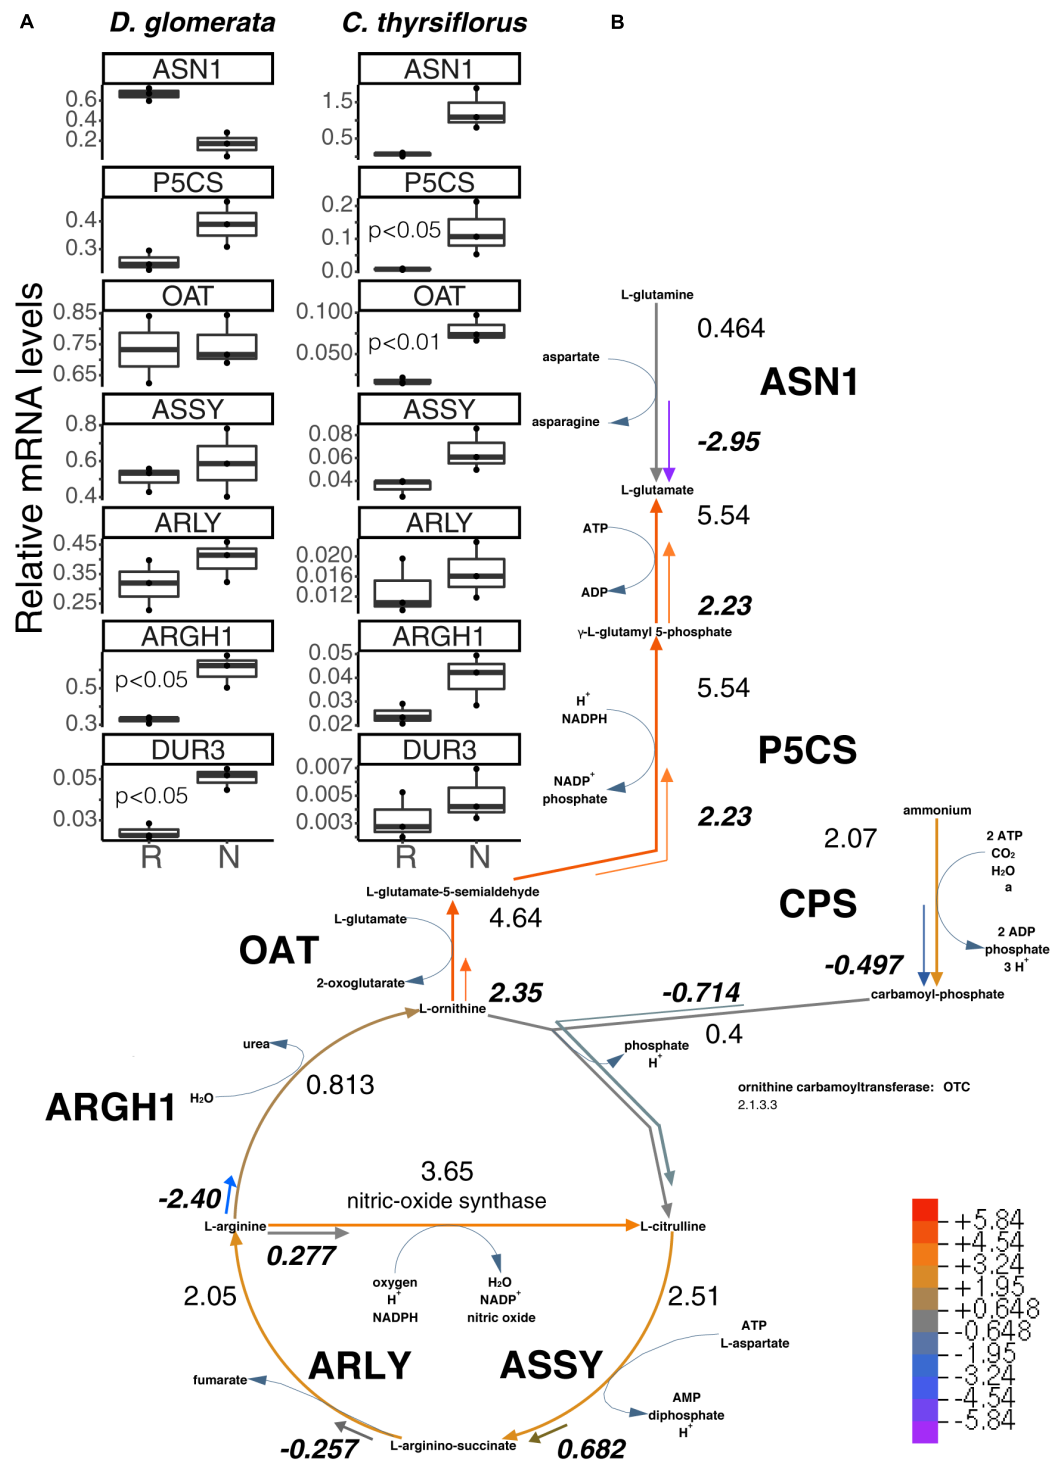 A
D. glomerata
C. thyrsiflorus
B
Relative mRNA levels
ASN1
0.6
0.4
0.2
ASN1
1.5
0.5
P5CS
0.4
0.3
P5CS
0.2
0.1
0.0
p<0.05
OAT
0.85
0.75
0.65
OAT
0.100
0.050
p<0.01
ASSY
0.8
0.6
0.4
ASSY
0.08
0.06
0.04
ARLY
0.45
0.35
0.25
ARLY
0.020
0.016
0.012
ARGH1
0.5
0.3
p<0.05
ARGH1
0.05
0.04
0.03
0.02
DUR3
0.05
0.03
p<0.05
DUR3
0.007
0.005
0.003
R
N
R
N
L-glutamine
0.464
aspartate
ASN1
asparagine
-2.95
L-glutamate
5.54
ATP
ADP
2.23
γ-L-glutamyl 5-phosphate
5.54
H+
NADPH
P5CS
NADP+
phosphate
2.23
ammonium
2.07
2 ATP
CO2
H2O
a
CPS
2 ADP
phosphate
3 H+
-0.497
carbamoyl-phosphate
L-glutamate-5-semialdehyde
L-glutamate
4.64
OAT
2-oxoglutarate
2.35
L-ornithine
-0.714
0.4
phosphate
H+
ornithine carbamoyltransferase: OTC
2.1.3.3
urea
H2O
0.813
ARGH1
-2.40
3.65
nitric-oxide synthase
L-arginine
L-citrulline
0.277
oxygen
H+
NADPH
H2O
NADP+
nitric oxide
2.05
2.51
ATP
L-aspartate
ARLY
ASSY
fumarate
AMP
diphosphate
H+
-0.257
L-arginino-succinate
0.682
+5.84
+4.54
+3.24
+1.95
+0.648
-0.648
-1.95
-3.24
-4.54
-5.84